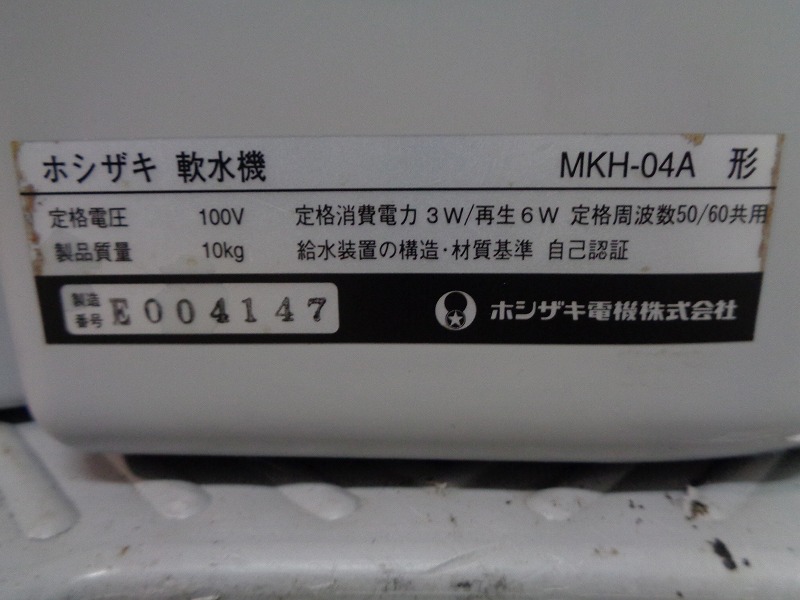 ホシザキ 軟水機 MKH-04A 形
定格電圧 100V 定格消費電力 3W/再生6W 定格周波数50/60共用
製品質量 10kg 給水装置の構造・材質基準 自己認証
製造番号 E004147 ホシザキ電機株式会社